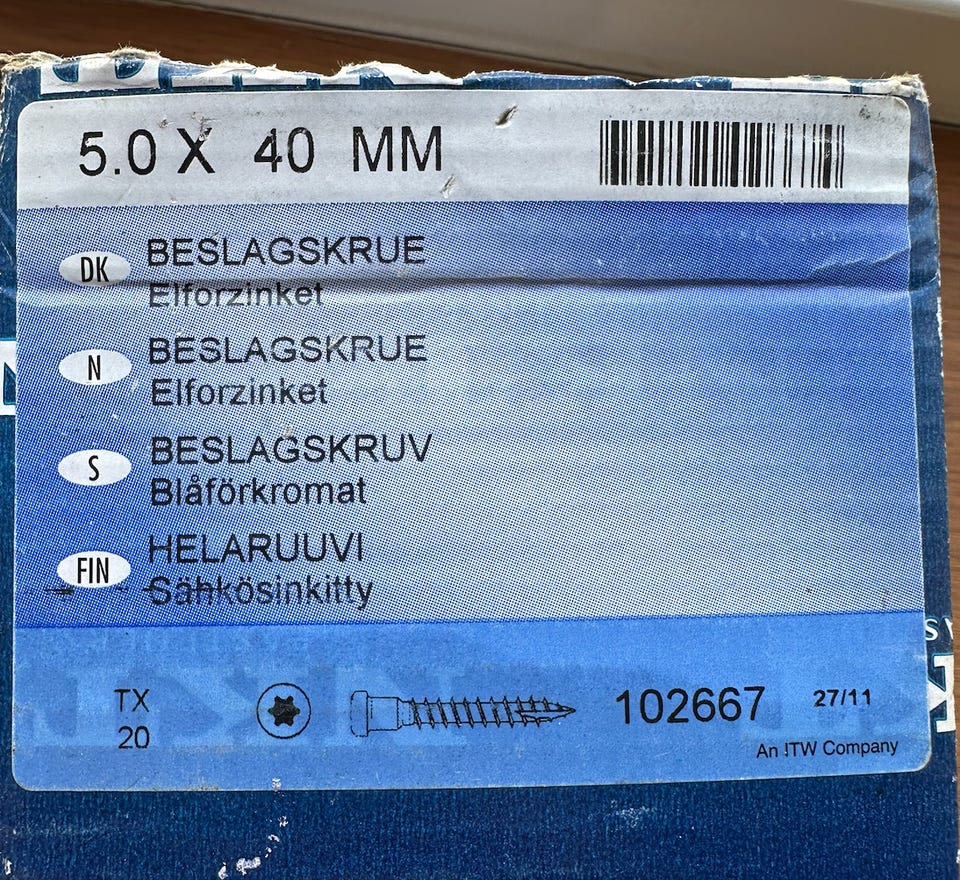 5.0 X 40 MM
DK
BESLAGSKRUE
Elforzinket
N
BESLAGSKRUE
Elforzinket
S
BESLAGSKRUV
Blåförkromat
FIN
HELARUUVI
Sähkösinkitty
TX
20
102667
27/11
An ITW Company